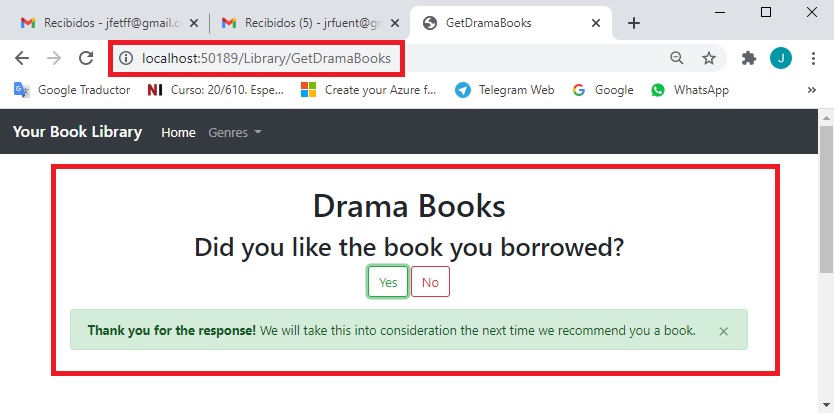 Recibidos - jfetff@gmail.c
Recibidos (5) - jrfuent@gr
GetDramaBooks
localhost:50189/Library/GetDramaBooks
J
Google Traductor
NI Curso: 20/610. Espe...
Create your Azure f...
Telegram Web
Google
WhatsApp
»
Your Book Library Home Genres
Drama Books
Did you like the book you borrowed?
Yes No
Thank you for the response! We will take this into consideration the next time we recommend you a book. ×